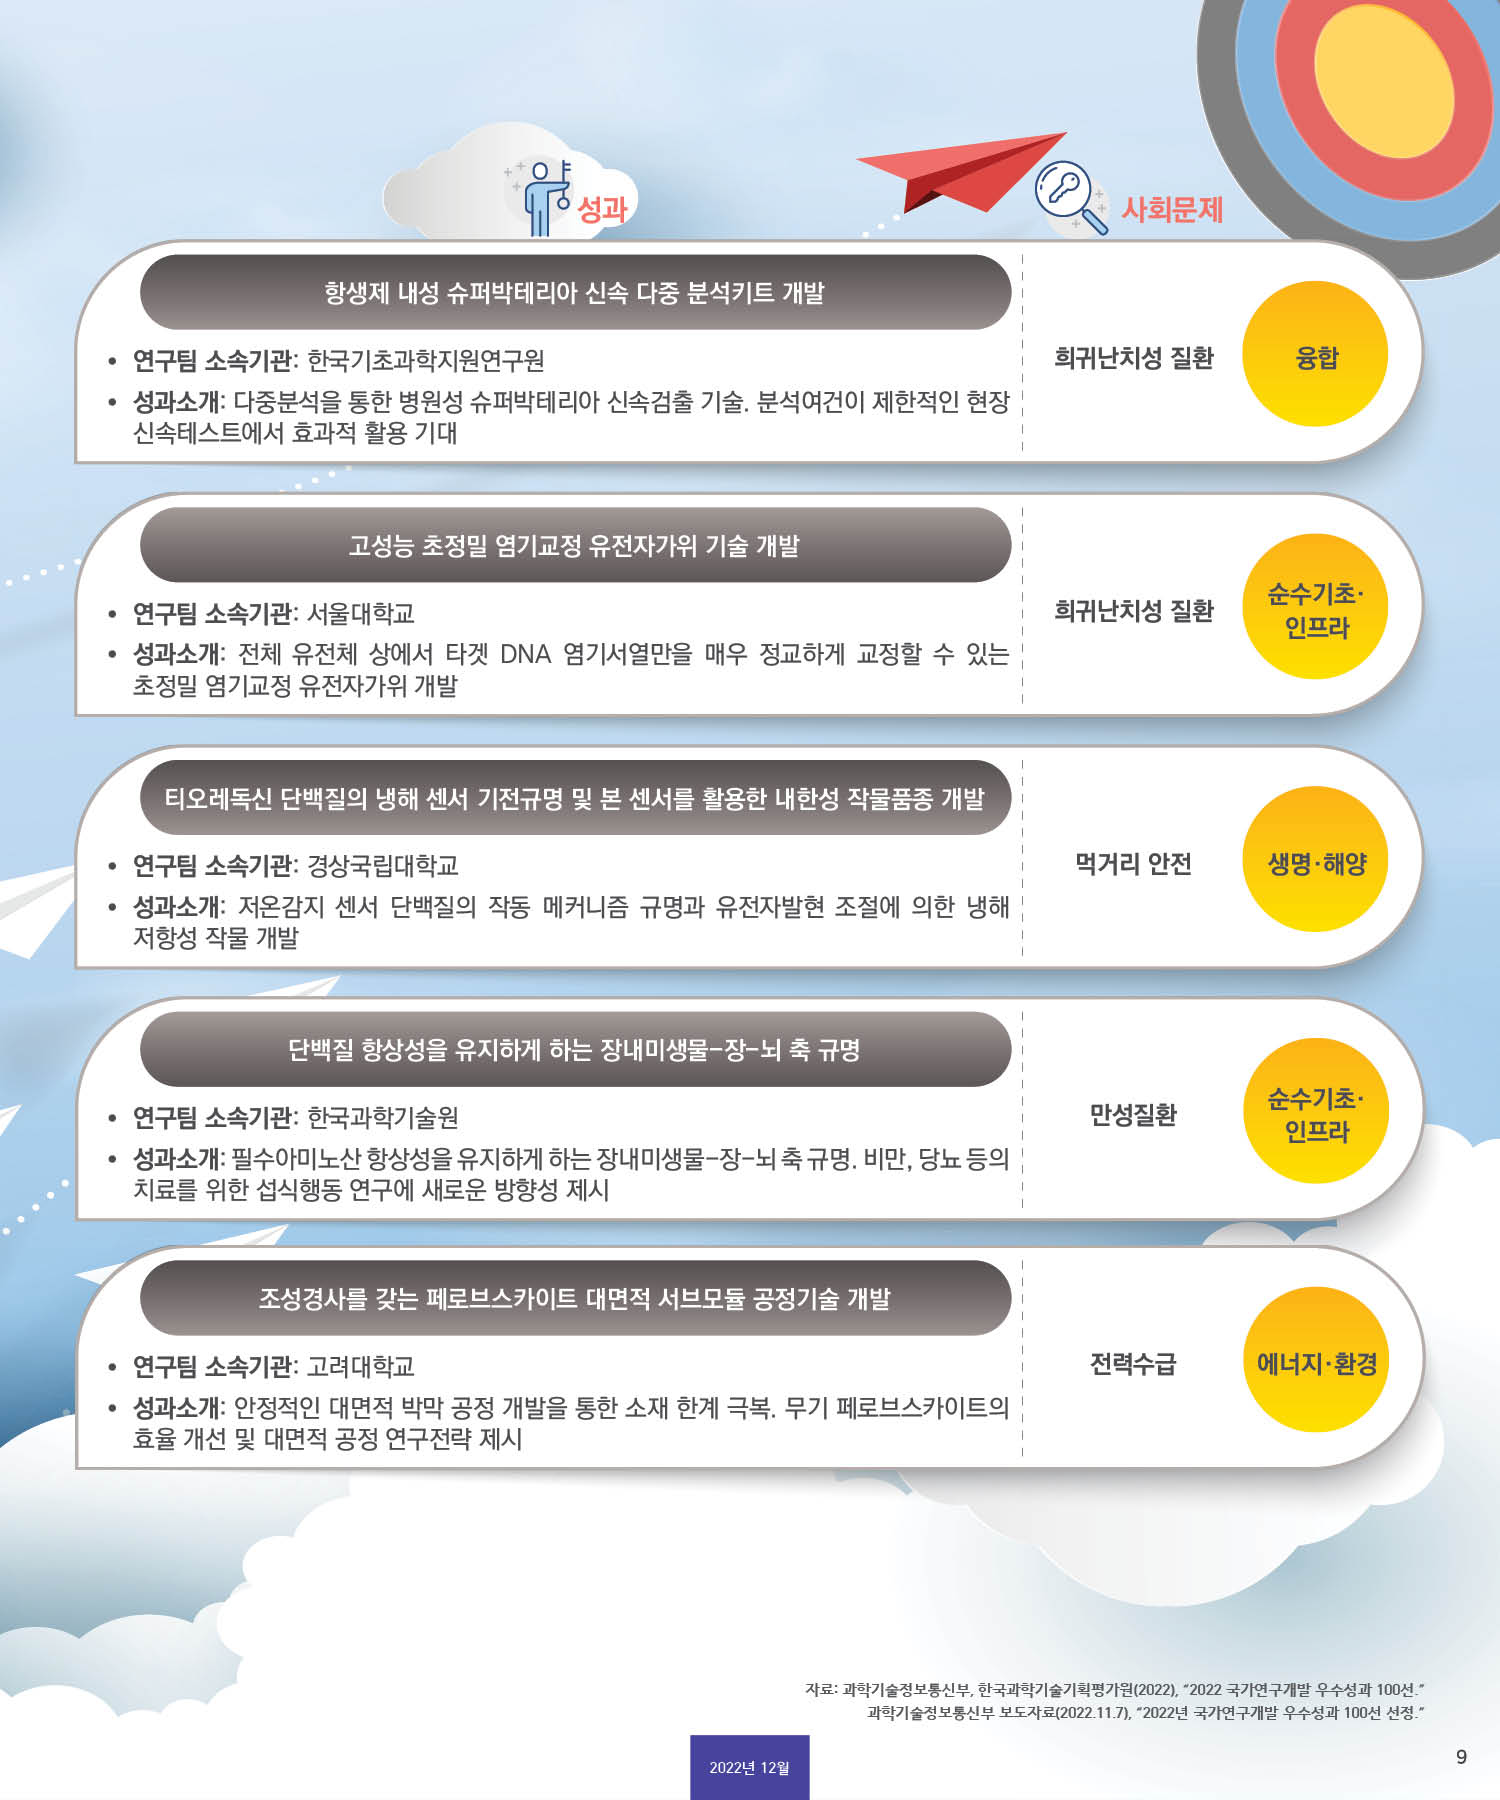 성과
사회문제
항생제 내성 슈퍼박테리아 신속 다중 분석키트 개발
• 연구팀 소속기관: 한국기초과학지원연구원
• 성과소개: 다중분석을 통한 병원성 슈퍼박테리아 신속검출 기술. 분석여건이 제한적인 현장
신속테스트에서 효과적 활용 기대
희귀난치성 질환
융합
고성능 초정밀 염기교정 유전자가위 기술 개발
• 연구팀 소속기관: 서울대학교
• 성과소개: 전체 유전체 상에서 타겟 DNA 염기서열만을 매우 정교하게 교정할 수 있는
초정밀 염기교정 유전자가위 개발
희귀난치성 질환
순수기초·
인프라
티오레독신 단백질의 냉해 센서 기전규명 및 본 센서를 활용한 내한성 작물품종 개발
• 연구팀 소속기관: 경상국립대학교
• 성과소개: 저온감지 센서 단백질의 작동 메커니즘 규명과 유전자발현 조절에 의한 냉해
저항성 작물 개발
먹거리 안전
생명·해양
단백질 항상성을 유지하게 하는 장내미생물-장-뇌 축 규명
• 연구팀 소속기관: 한국과학기술원
• 성과소개: 필수아미노산 항상성을 유지하게 하는 장내미생물-장-뇌 축 규명. 비만, 당뇨 등의
치료를 위한 섭식행동 연구에 새로운 방향성 제시
만성질환
순수기초·
인프라
조성경사를 갖는 페로브스카이트 대면적 서브모듈 공정기술 개발
• 연구팀 소속기관: 고려대학교
• 성과소개: 안정적인 대면적 박막 공정 개발을 통한 소재 한계 극복. 무기 페로브스카이트의
효율 개선 및 대면적 공정 연구전략 제시
전력수급
에너지·환경
자료: 과학기술정보통신부, 한국과학기술기획평가원(2022), “2022 국가연구개발 우수성과 100선.”
과학기술정보통신부 보도자료(2022.11.7), “2022년 국가연구개발 우수성과 100선 선정.”
2022년 12월
9